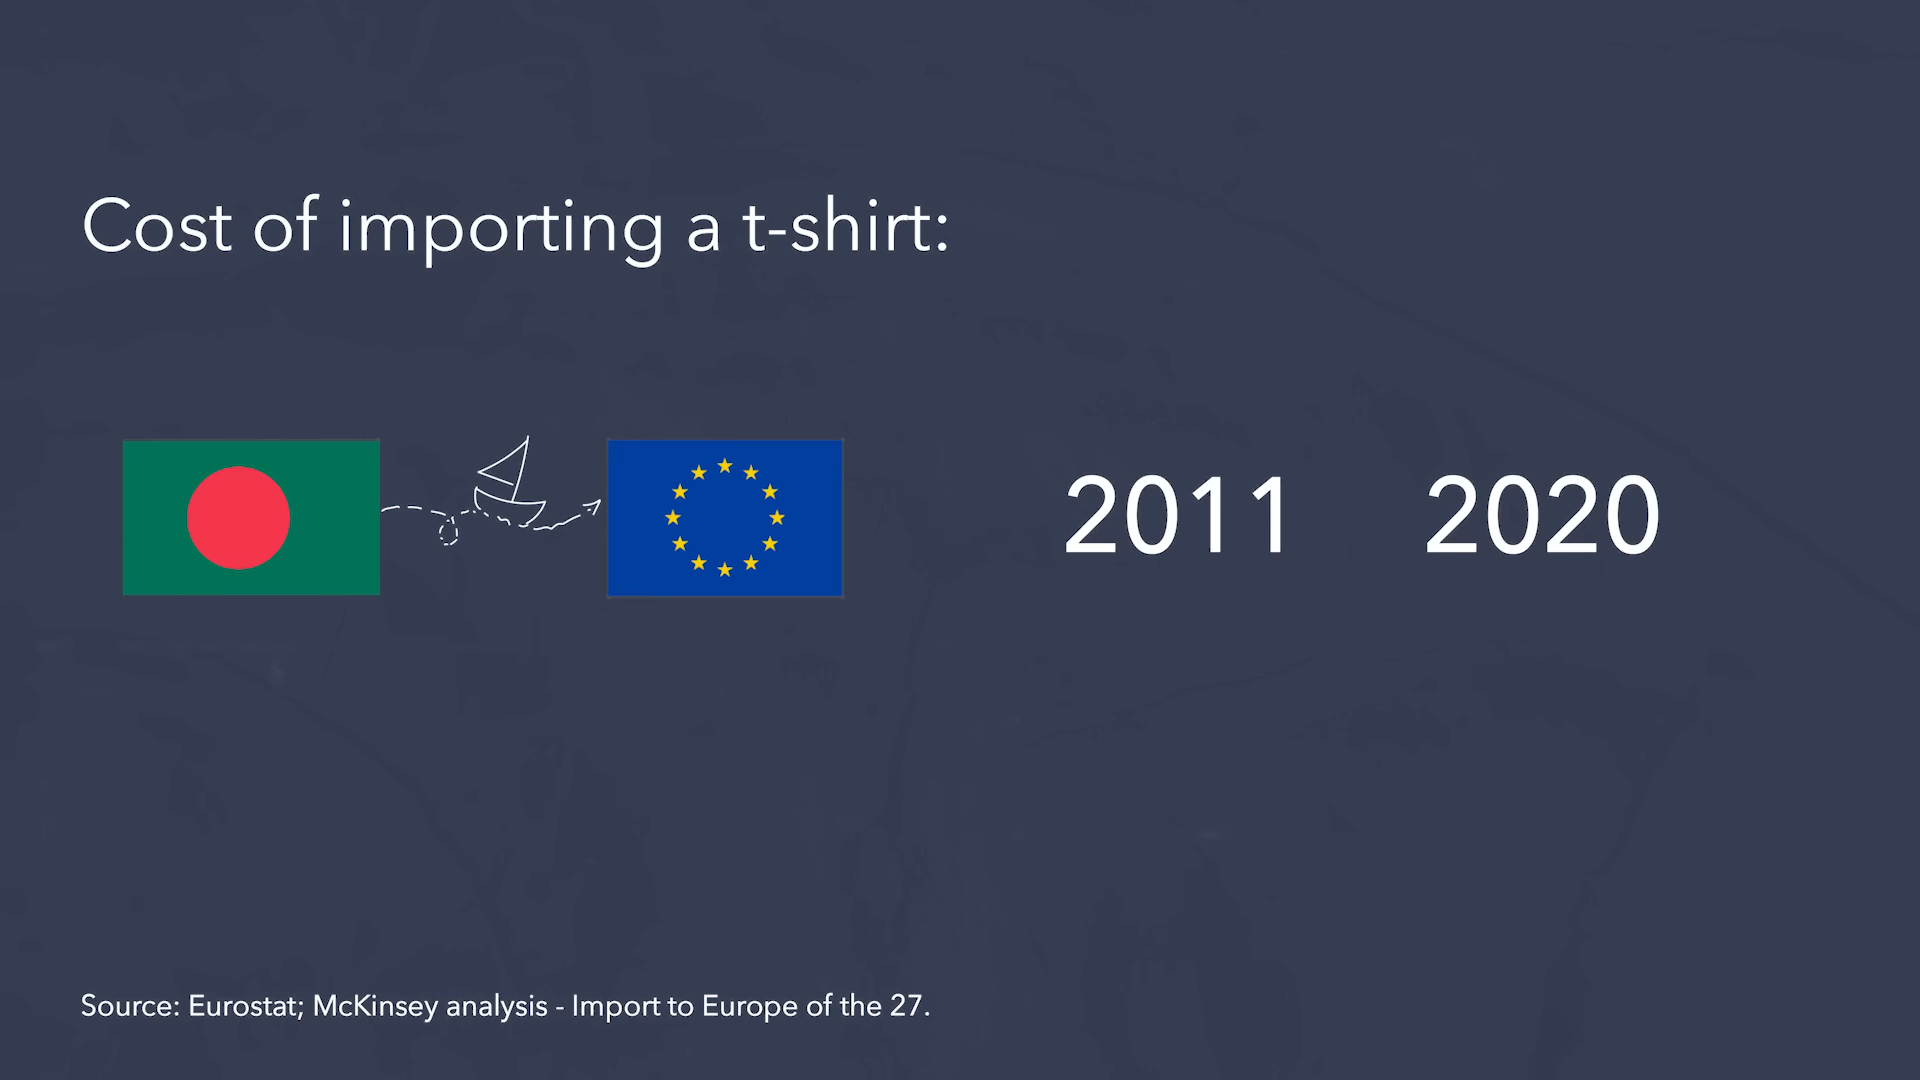 Cost of importing a t-shirt:
2011 2020
Source: Eurostat; McKinsey analysis - Import to Europe of the 27.